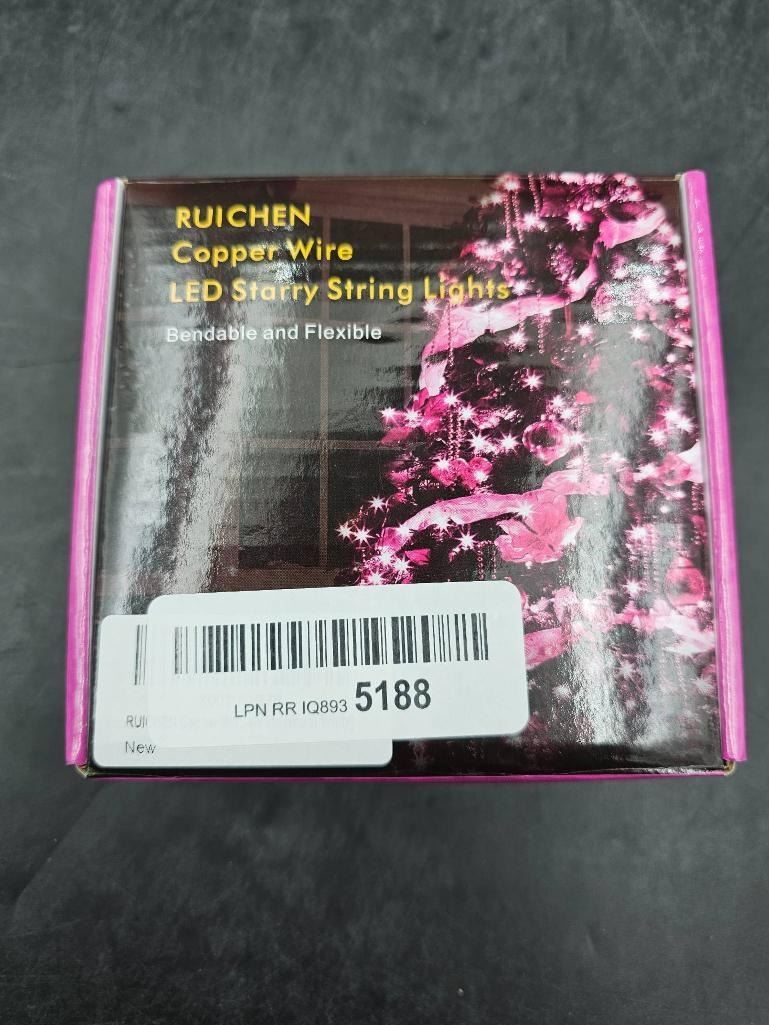 RUICHEN
Copper Wire
LED Starry String Lights
Bendable and Flexible
LPN RR IQ893 5188
New